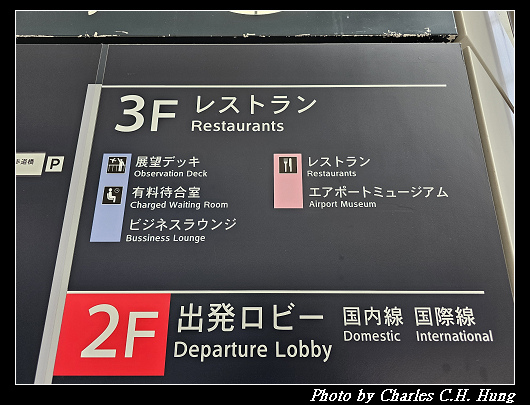 3F レストラン
Restaurants
展望デッキ
Observation Deck
有料待合室
Charged Waiting Room
ビジネスラウンジ
Bussiness Lounge
レストラン
Restaurants
エアポートミュージアム
Airport Museum
歩道橋 P
2F 出発ロビー 国内線 国際線
Departure Lobby Domestic International
Photo by Charles C.H. Hung